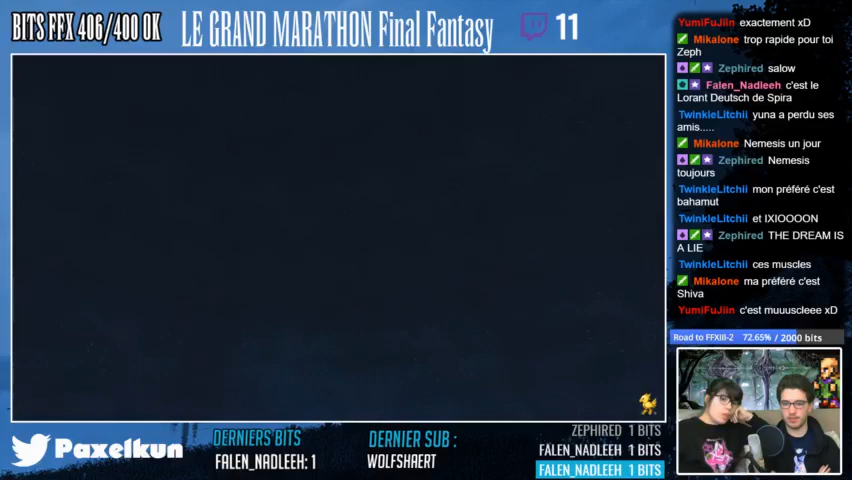 BITS FFX 406/400 OK
LE GRAND MARATHON Final Fantasy
11
YumiFuJiin exactement xD
Mikalone trop rapide pour toi
Zeph
Zephired salow
Falen_Nadleeh c'est le
Lorant Deutsch de Spira
TwinkleLitchii yuna a perdu ses
amis.....
Mikalone Nemesis un jour
Zephired Nemesis
toujours
TwinkleLitchii mon préféré c'est
bahamut
TwinkleLitchii et IXIOOOON
Zephired THE DREAM IS
A LIE
TwinkleLitchii ces muscles
Mikalone ma préféré c'est
Shiva
YumiFuJiin c'est muuuscleee xD
Road to FFXIII-2 72.65% / 2000 bits
Paxelkun
DERNIERS BITS
FALEN_NADLEEH: 1
DERNIER SUB :
WOLFSHAERT
ZEPHIRED 1 BITS
FALEN_NADLEEH 1 BITS
FALEN_NADLEEH 1 BITS